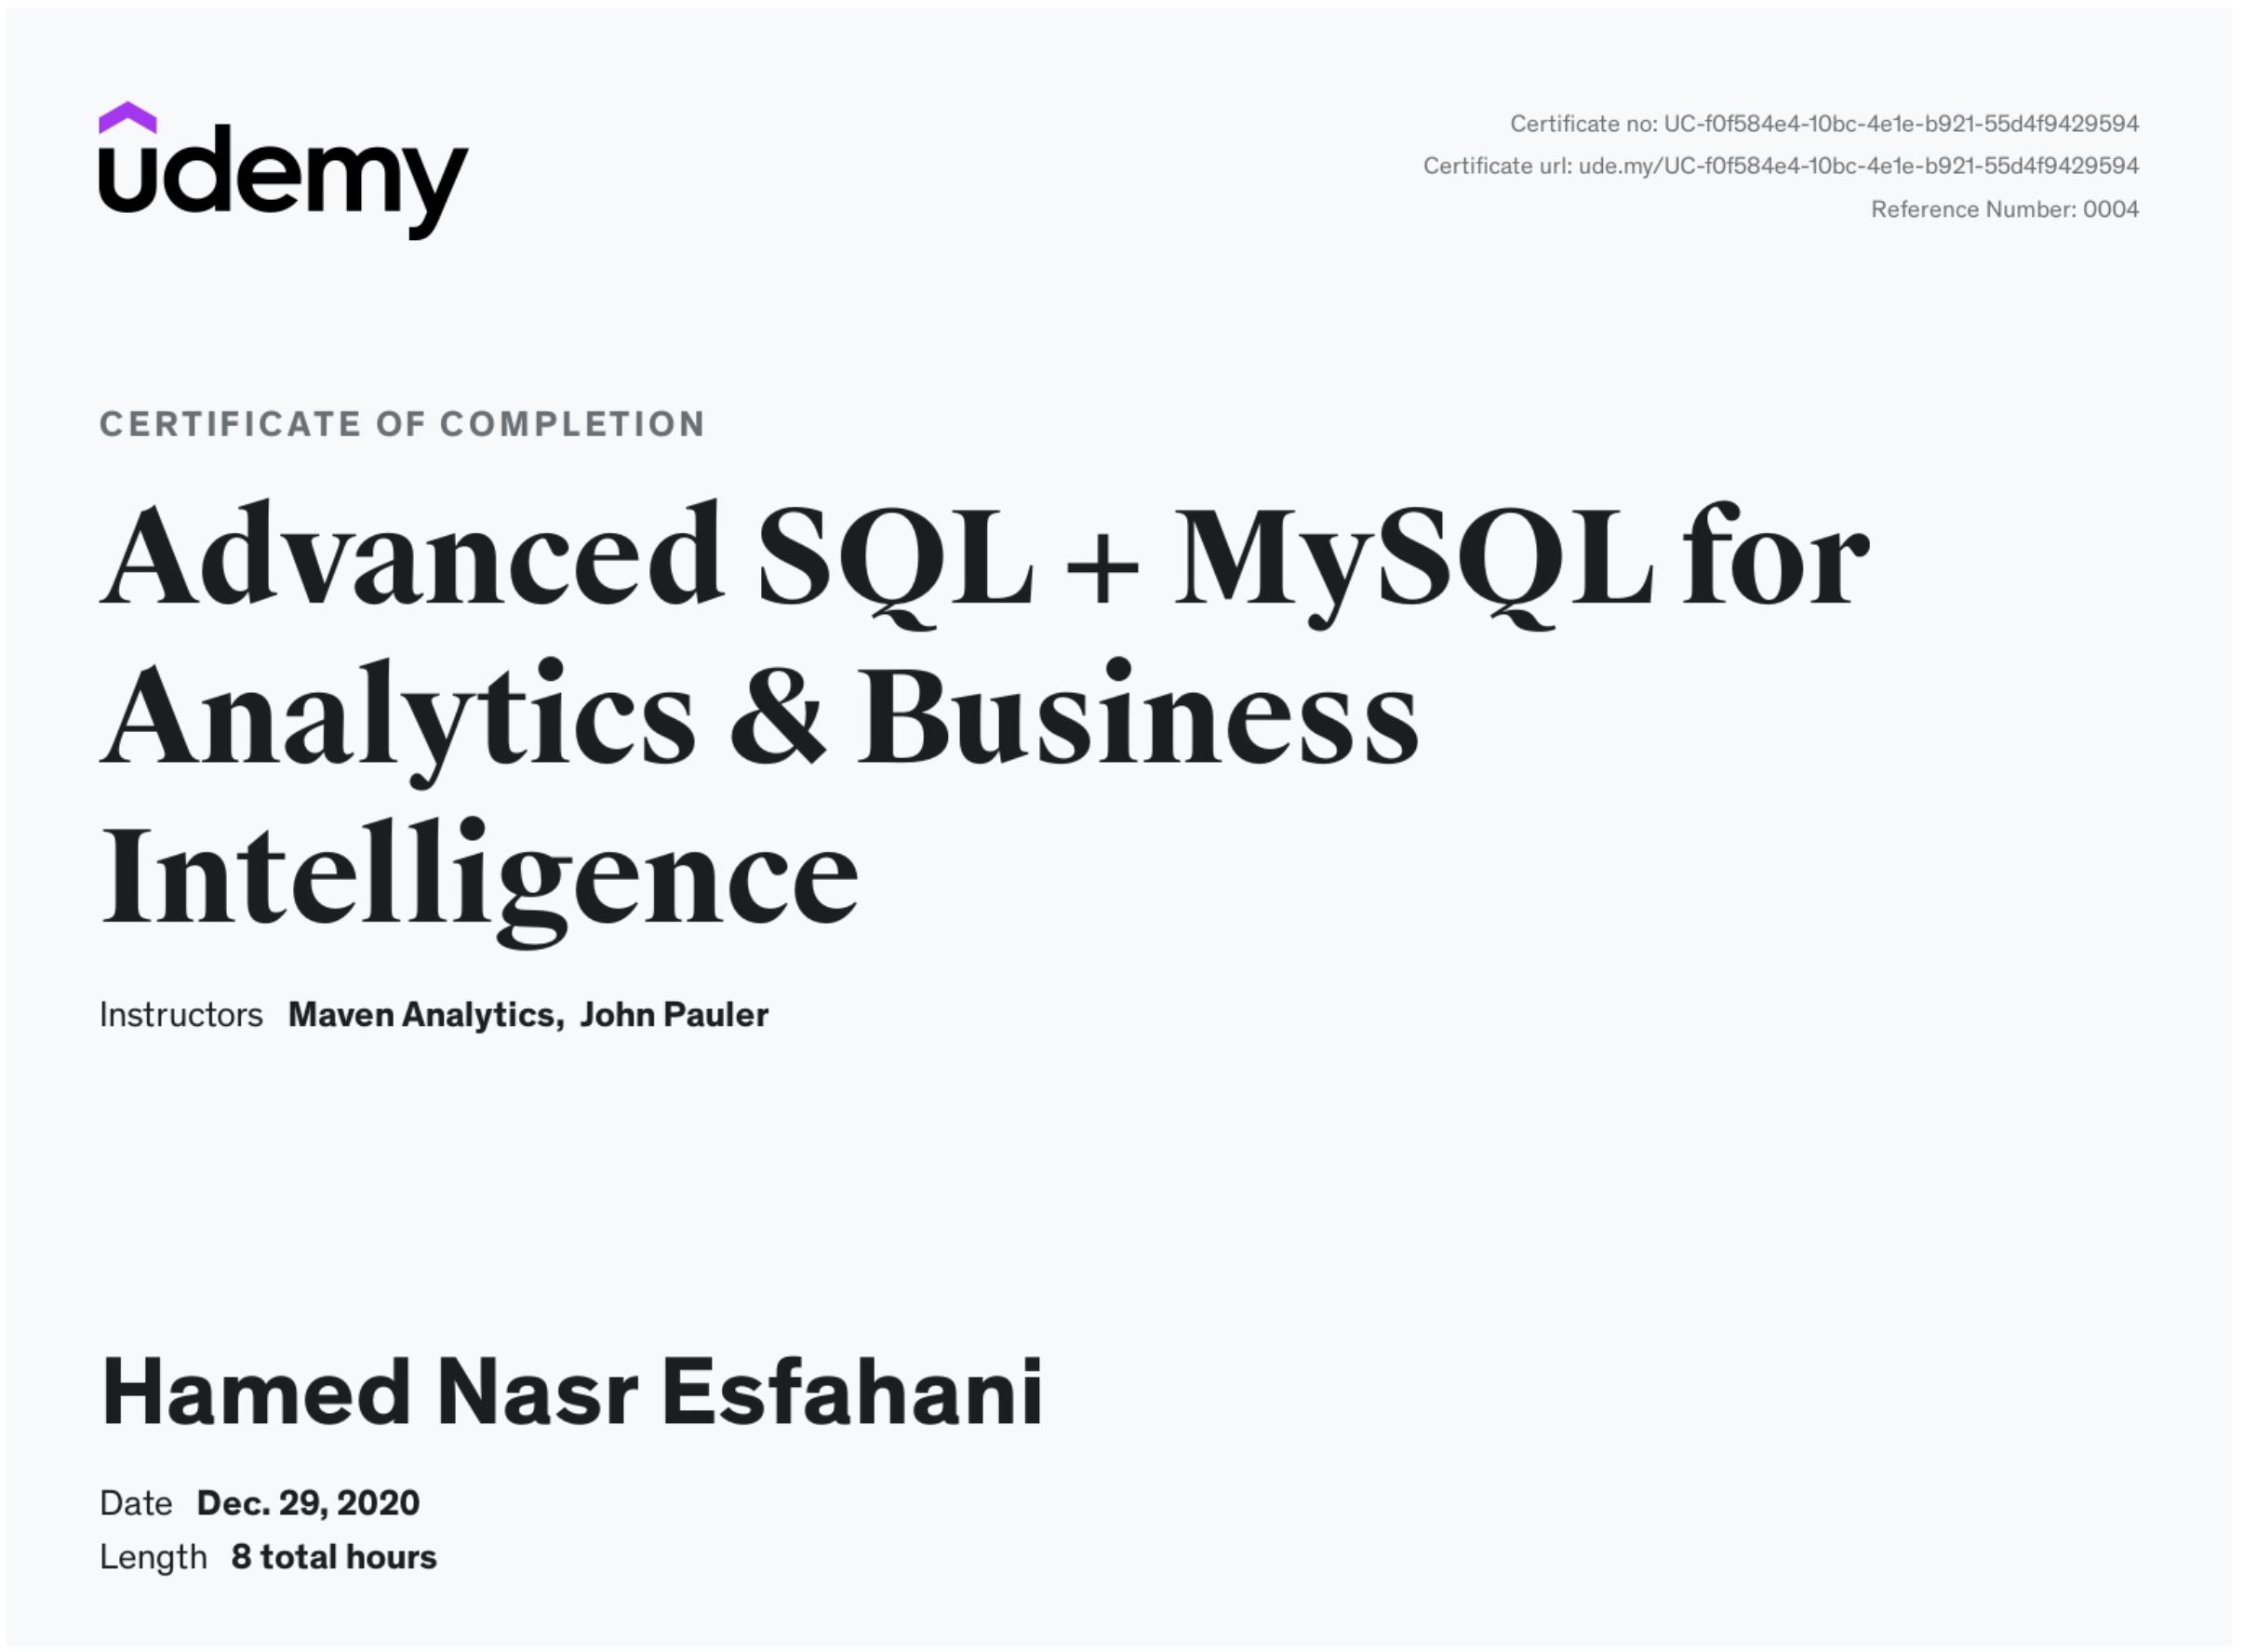 udemy
Certificate no: UC-f0f584e4-10bc-4e1e-b921-55d4f9429594
Certificate url: ude.my/UC-f0f584e4-10bc-4e1e-b921-55d4f9429594
Reference Number: 0004
CERTIFICATE OF COMPLETION
Advanced SQL + MySQL for
Analytics & Business
Intelligence
Instructors Maven Analytics, John Pauler
Hamed Nasr Esfahani
Date Dec. 29, 2020
Length 8 total hours